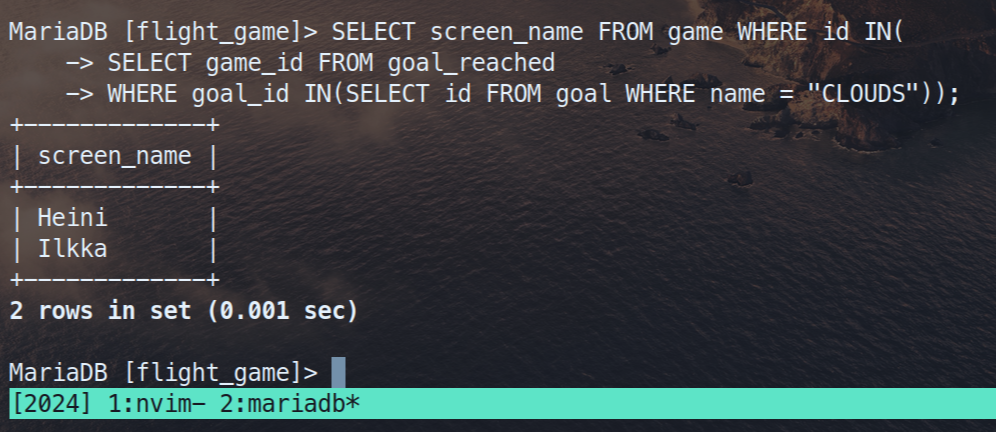 MariaDB [flight_game]> SELECT screen_name FROM game WHERE id IN(
    -> SELECT game_id FROM goal_reached
    -> WHERE goal_id IN(SELECT id FROM goal WHERE name = "CLOUDS"));
+-------------+
| screen_name |
+-------------+
| Heini       |
| Ilkka       |
+-------------+
2 rows in set (0.001 sec)
MariaDB [flight_game]>
[2024] 1:nvim- 2:mariadb*